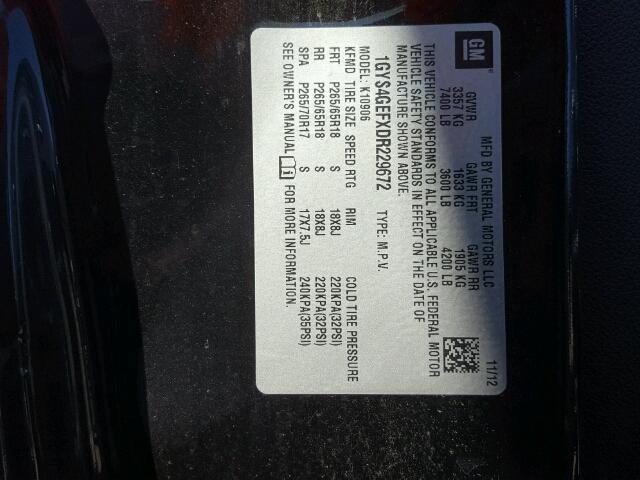 GM
MFD BY GENERAL MOTORS LLC 11/12
GVWR GAWR FRT GAWR RR
3357 KG 1633 KG 1905 KG
7400 LB 3600 LB 4200 LB
THIS VEHICLE CONFORMS TO ALL APPLICABLE U.S. FEDERAL MOTOR
VEHICLE SAFETY STANDARDS IN EFFECT ON THE DATE OF
MANUFACTURE SHOWN ABOVE.
1GYS4GEFXDR229672 TYPE: M.P.V.
MODEL: K10906
KFMD TIRE SIZE SPEED RTG RIM COLD TIRE PRESSURE
FRT P265/65R18 S 18X8J 220KPA(32PSI)
RR P265/65R18 S 18X8J 220KPA(32PSI)
SPA P265/70R17 S 17X7.5J 240KPA(35PSI)
SEE OWNER'S MANUAL FOR MORE INFORMATION.